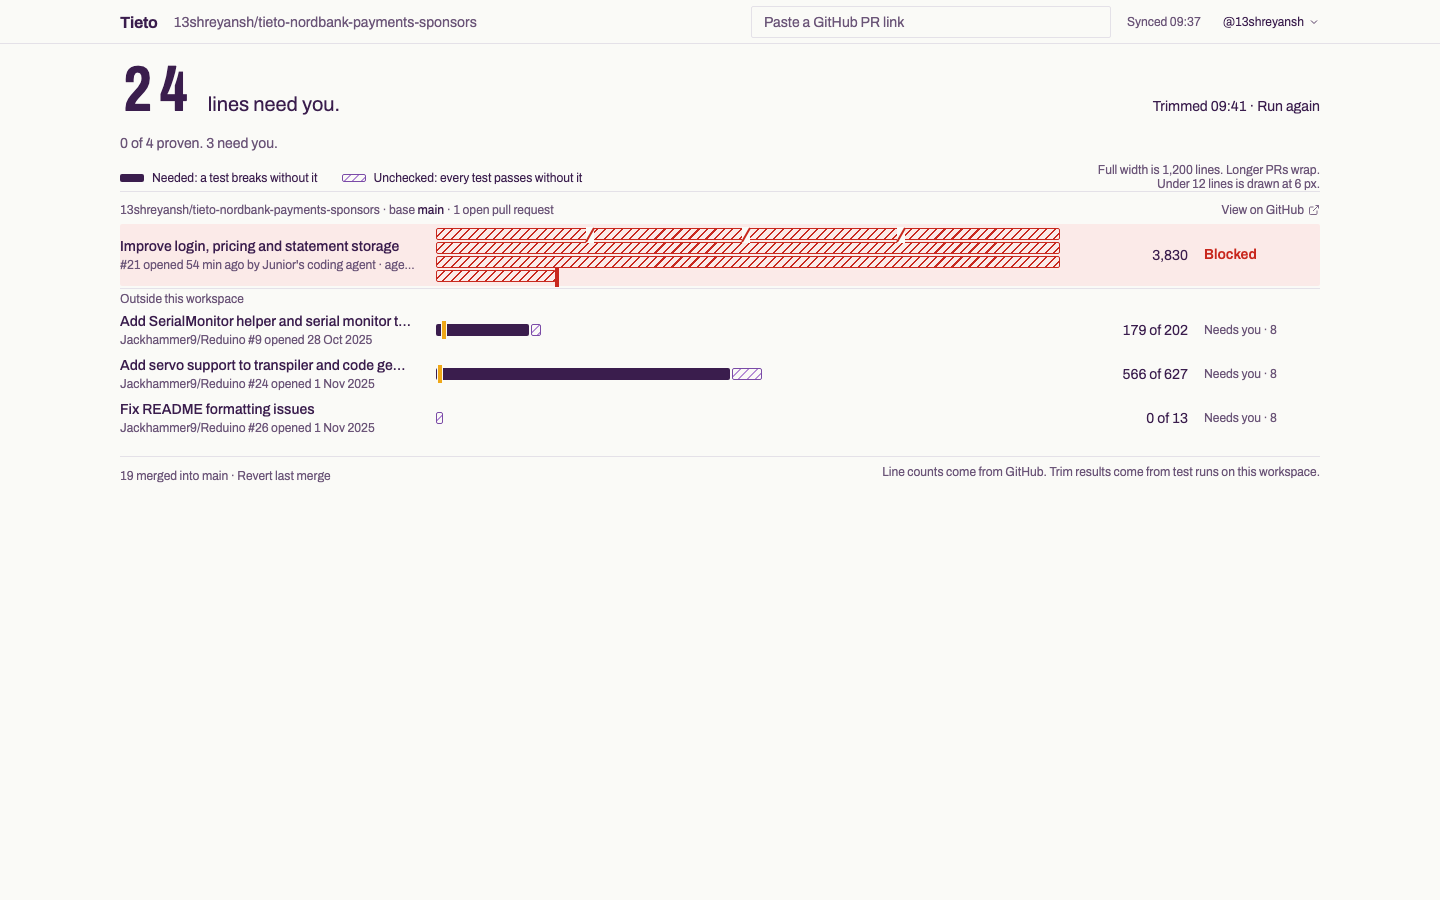 Tieto 13shreyansh/tieto-nordbank-payments-sponsors Paste a GitHub PR link Synced 09:37 @13shreyansh
24 lines need you. Trimmed 09:41 · Run again
0 of 4 proven. 3 need you.
Needed: a test breaks without it Unchecked: every test passes without it
Full width is 1,200 lines. Longer PRs wrap.
Under 12 lines is drawn at 6 px.
13shreyansh/tieto-nordbank-payments-sponsors · base main · 1 open pull request View on GitHub
Improve login, pricing and statement storage
#21 opened 54 min ago by Junior's coding agent · age...
3,830 Blocked
Outside this workspace
Add SerialMonitor helper and serial monitor t...
Jackhammer9/Reduino #9 opened 28 Oct 2025
179 of 202 Needs you · 8
Add servo support to transpiler and code ge...
Jackhammer9/Reduino #24 opened 1 Nov 2025
566 of 627 Needs you · 8
Fix README formatting issues
Jackhammer9/Reduino #26 opened 1 Nov 2025
0 of 13 Needs you · 8
19 merged into main · Revert last merge
Line counts come from GitHub. Trim results come from test runs on this workspace.